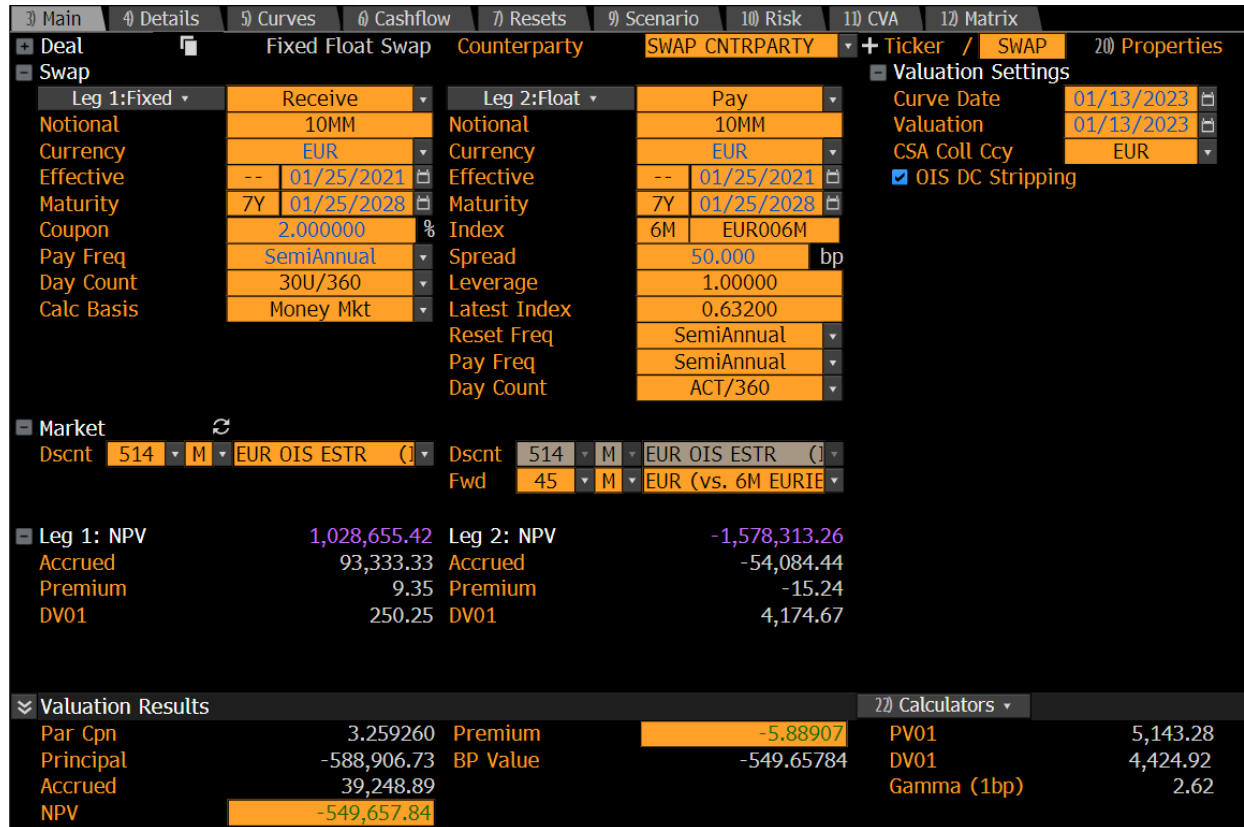 3) Main 4) Details 5) Curves 6) Cashflow 7) Resets 9) Scenario 10) Risk 11) CVA 12) Matrix
Deal Fixed Float Swap Counterparty SWAP CNTRPARTY Ticker / SWAP 20) Properties
Swap Valuation Settings
Leg 1:Fixed Receive Leg 2:Float Pay Curve Date 01/13/2023
Notional 10MM Notional 10MM Valuation 01/13/2023
Currency EUR Currency EUR CSA Coll Ccy EUR
Effective -- 01/25/2021 Effective -- 01/25/2021 OIS DC Stripping
Maturity 7Y 01/25/2028 Maturity 7Y 01/25/2028
Coupon 2.000000 % Index 6M EUR006M
Pay Freq SemiAnnual Spread 50.000 bp
Day Count 30U/360 Leverage 1.00000
Calc Basis Money Mkt Latest Index 0.63200
Reset Freq SemiAnnual
Pay Freq SemiAnnual
Day Count ACT/360
Market
Dscnt 514 M EUR OIS ESTR Dscnt 514 M EUR OIS ESTR
Fwd 45 M EUR (vs. 6M EURIE
Leg 1: NPV 1,028,655.42 Leg 2: NPV -1,578,313.26
Accrued 93,333.33 Accrued -54,084.44
Premium 9.35 Premium -15.24
DV01 250.25 DV01 4,174.67
Valuation Results 22) Calculators
Par Cpn 3.259260 Premium -5.88907 PV01 5,143.28
Principal -588,906.73 BP Value -549.65784 DV01 4,424.92
Accrued 39,248.89 Gamma (1bp) 2.62
NPV -549,657.84